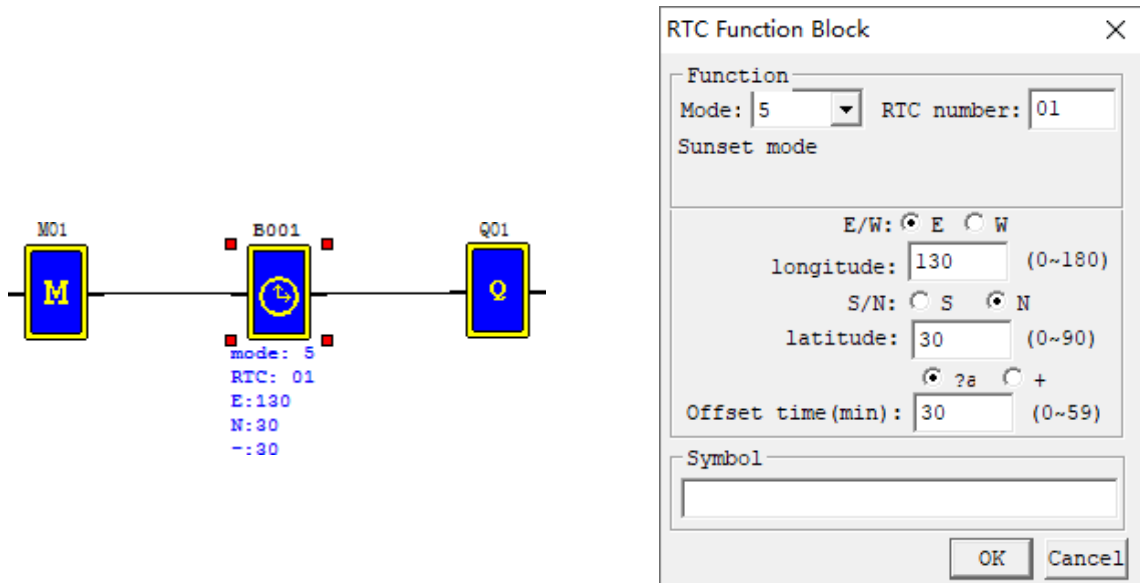 M01
M
B001
mode: 5
RTC: 01
E:130
N:30
-:30
Q01
Q
RTC Function Block
Function
Mode: 5 RTC number: 01
Sunset mode
E/W: E W
longitude: 130 (0~180)
S/N: S N
latitude: 30 (0~90)
?a +
Offset time(min): 30 (0~59)
Symbol
OK Cancel